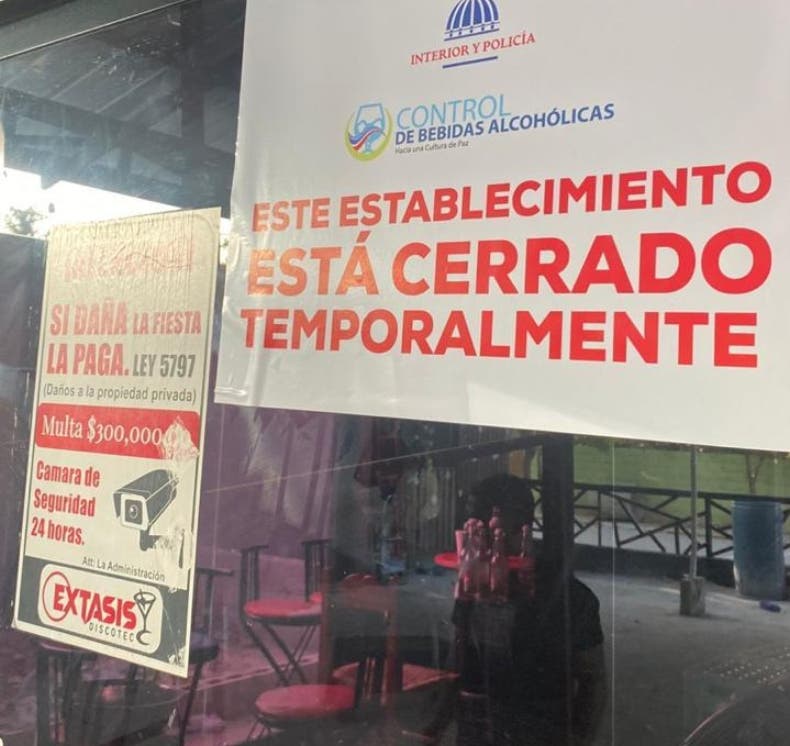 INTERIOR Y POLICÍA
CONTROL
DE BEBIDAS ALCOHÓLICAS
Hacia una Cultura de Paz
ESTE ESTABLECIMIENTO
ESTÁ CERRADO
TEMPORALMENTE
SI DAÑA LA FIESTA
LA PAGA. LEY 5797
(Daños a la propiedad privada)
Multa $300,000
Camara de
Seguridad
24 horas.
Att: La Administración
EXTASIS
DISCOTEC